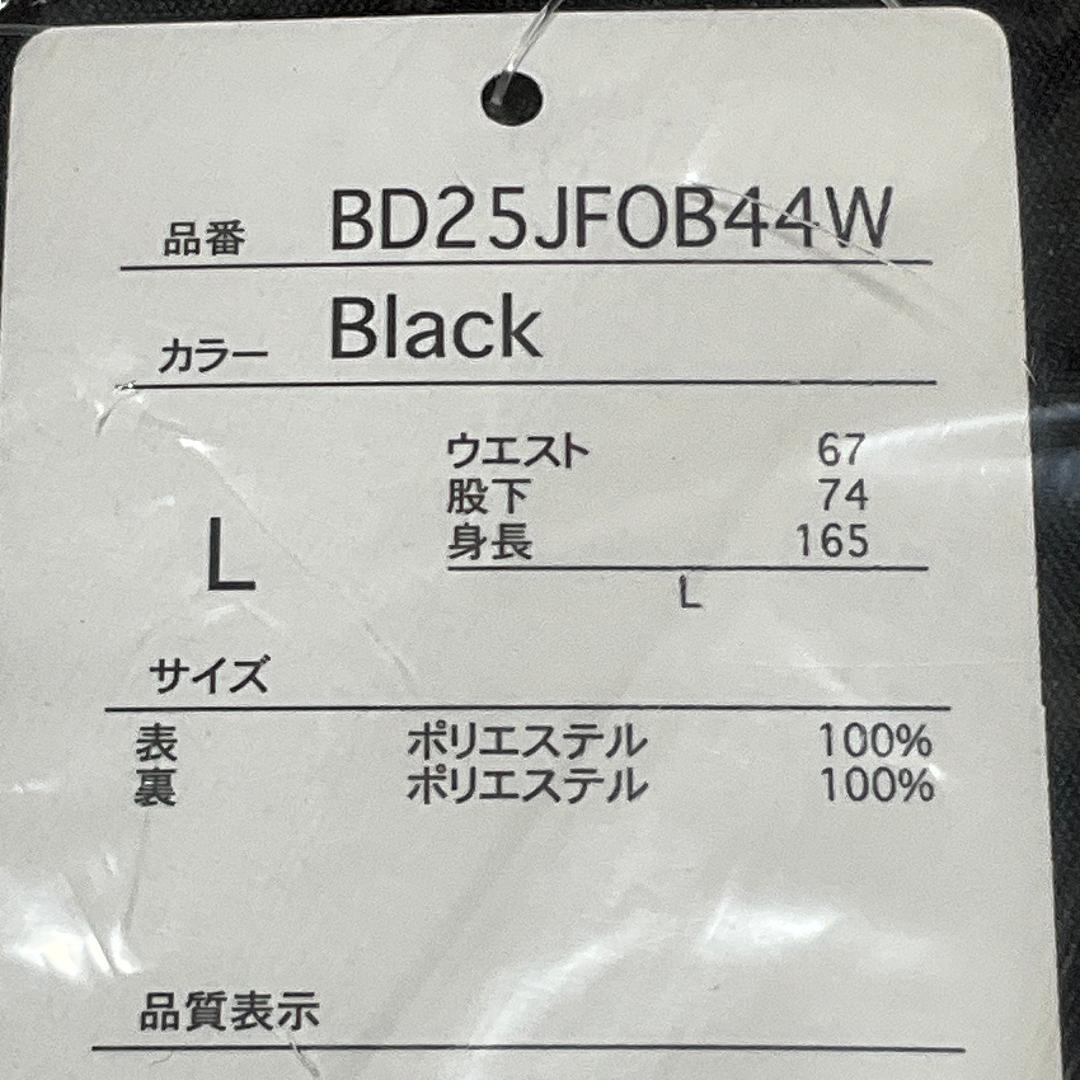 品番 BD25JFOB44W
カラー Black
ウエスト 67
股下 74
身長 165
L
L
サイズ
表 ポリエステル 100%
裏 ポリエステル 100%
品質表示